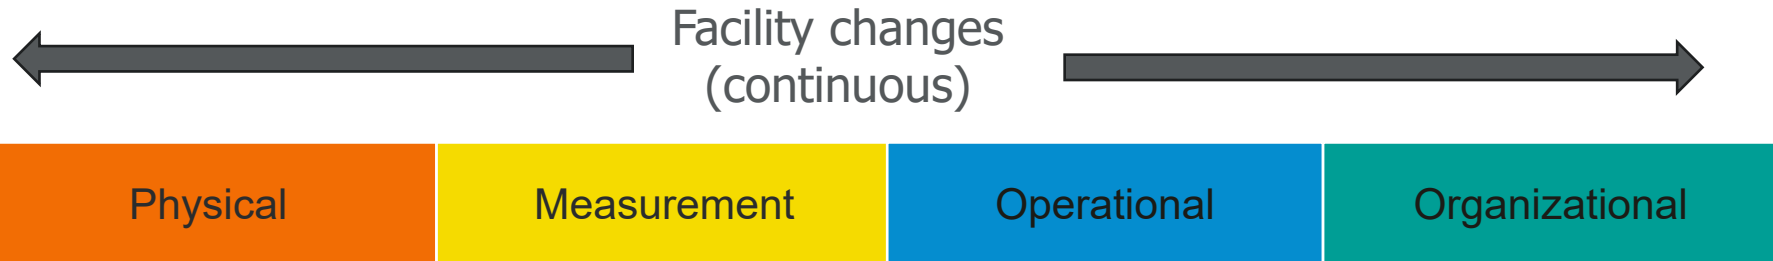 Facility changes
(continuous)
Physical
Measurement
Operational
Organizational